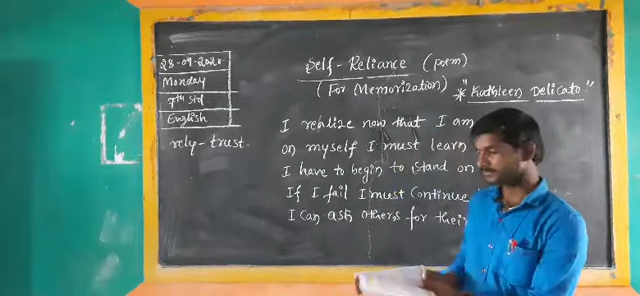 28-09-2020
Monday
7th std
English
rely - trust.
Self-Reliance (poem)
(For Memorization)
* "Kathleen Delicato"
I realize now that I am
on myself I must learn
I have to begin to stand on
If I fail I must continue
I can ask others for their